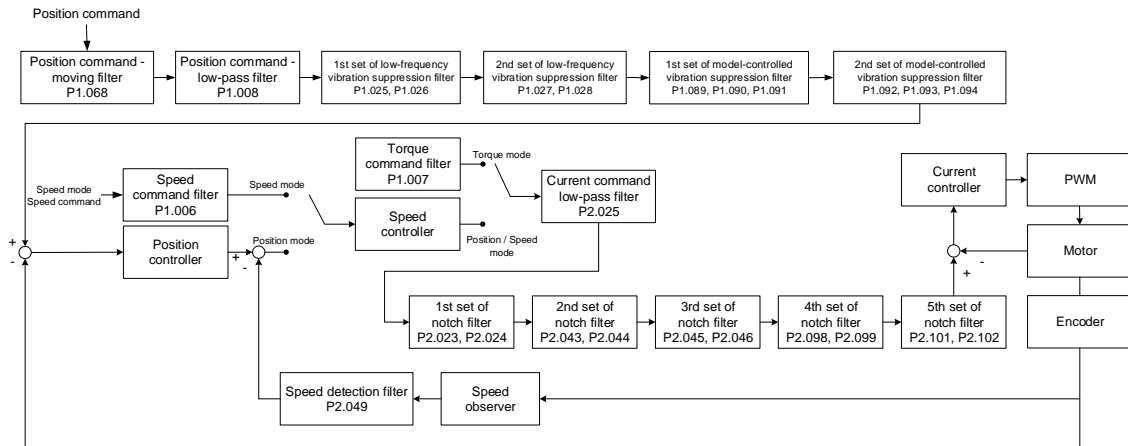 Position command
Position command -
moving filter
P1.068
Position command -
low-pass filter
P1.008
1st set of low-frequency
vibration suppression filter
P1.025, P1.026
2nd set of low-frequency
vibration suppression filter
P1.027, P1.028
1st set of model-controlled
vibration suppression filter
P1.089, P1.090, P1.091
2nd set of model-controlled
vibration suppression filter
P1.092, P1.093, P1.094
Torque
command filter
P1.007
Torque mode
Current
controller
PWM
Speed mode
Speed command
Speed
command filter
P1.006
Speed mode
Current command
low-pass filter
P2.025
Speed
controller
Position / Speed
mode
+
-
Position
controller
+
-
Position mode
-
+
Motor
1st set of
notch filter
P2.023, P2.024
2nd set of
notch filter
P2.043, P2.044
3rd set of
notch filter
P2.045, P2.046
4th set of
notch filter
P2.098, P2.099
5th set of
notch filter
P2.101, P2.102
Encoder
Speed detection filter
P2.049
Speed
observer